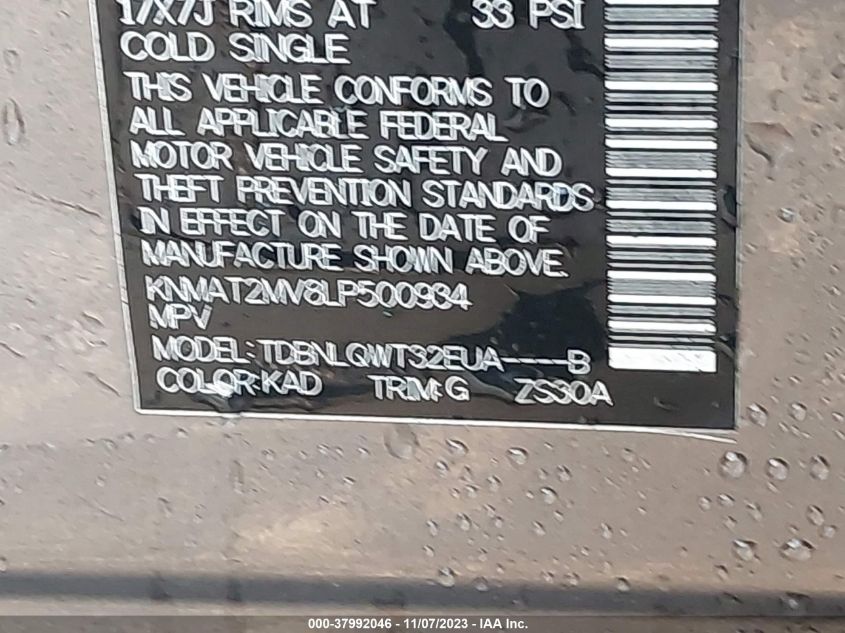 17X7J RIMS AT 33 PSI
COLD SINGLE
THIS VEHICLE CONFORMS TO
ALL APPLICABLE FEDERAL
MOTOR VEHICLE SAFETY AND
THEFT PREVENTION STANDARDS
IN EFFECT ON THE DATE OF
MANUFACTURE SHOWN ABOVE.
KNMAT2MV8LP500934
MPV
MODEL:TDBNLQWT32EUA----B
COLOR:KAD TRIM:G ZS30A
000-37992046 - 11/07/2023 - IAA Inc.